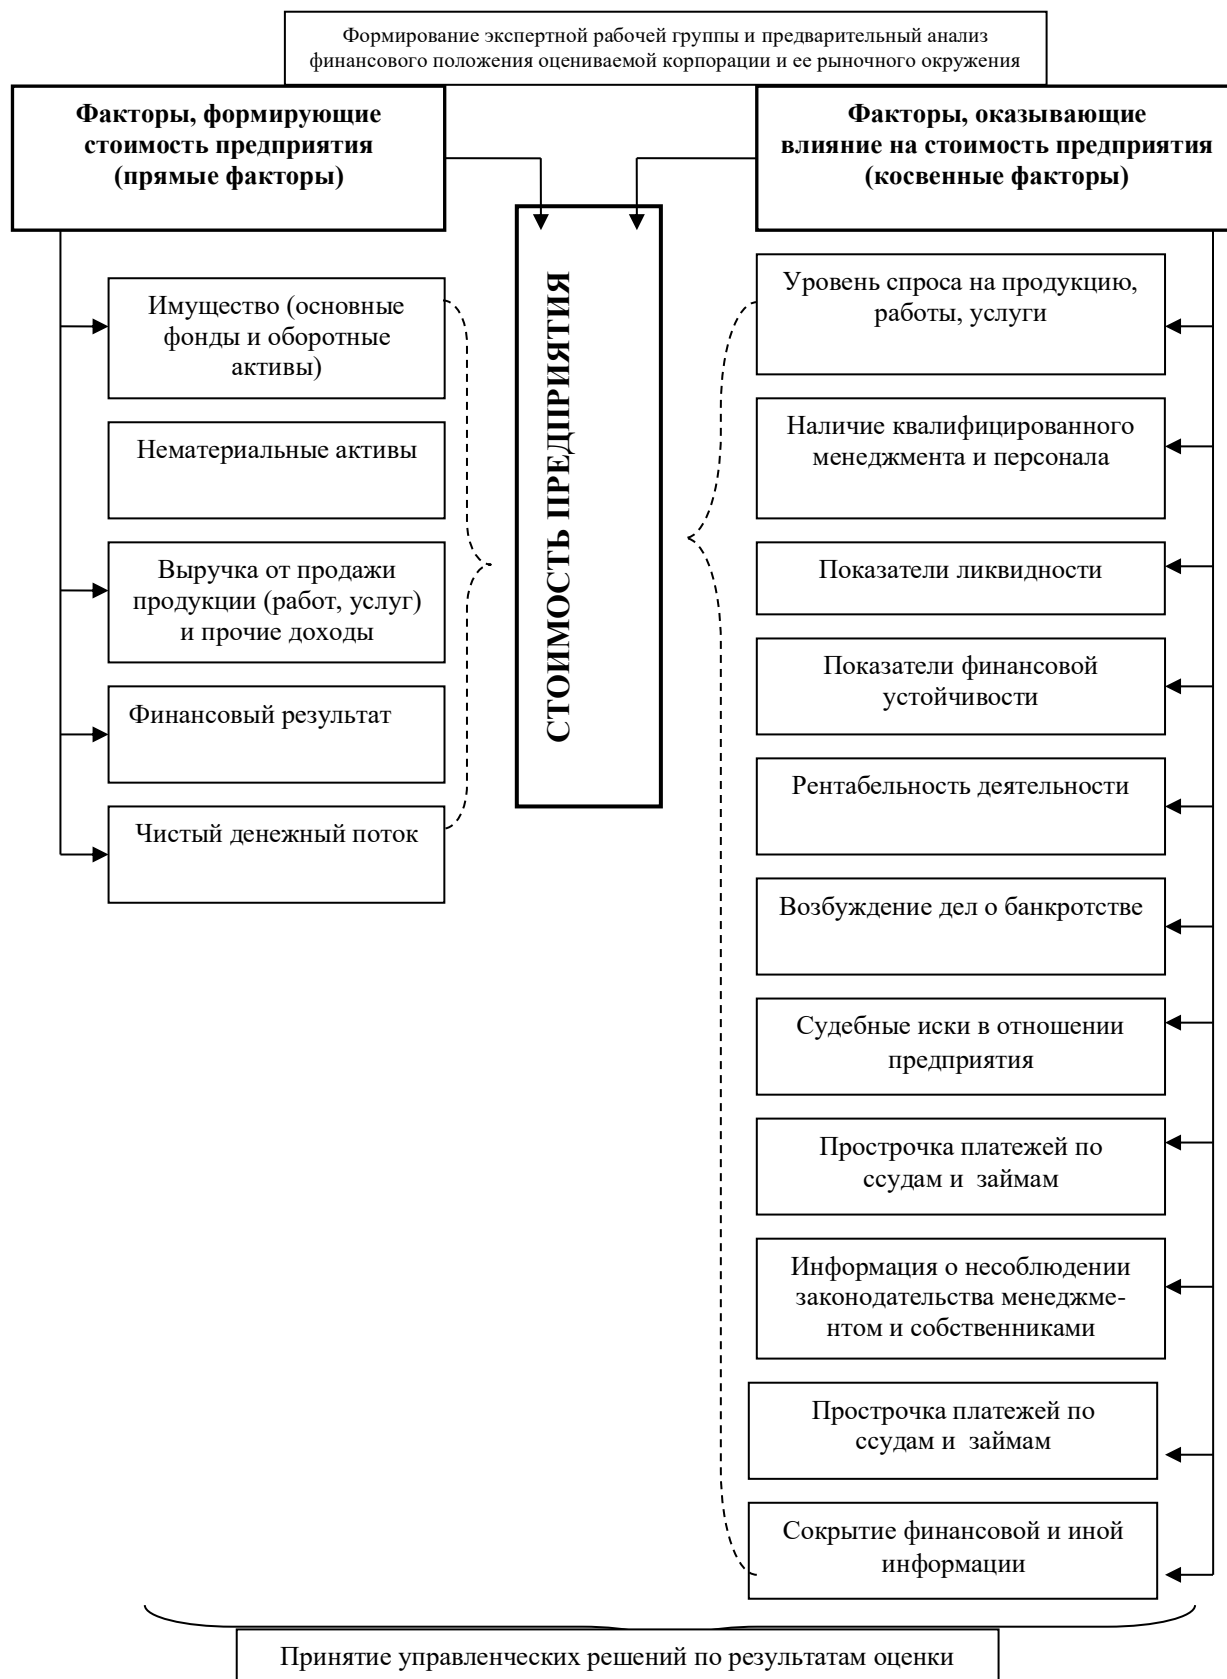 Формирование экспертной рабочей группы и предварительный анализ
финансового положения оцениваемой корпорации и ее рыночного окружения
Факторы, формирующие
стоимость предприятия
(прямые факторы)
Факторы, оказывающие
влияние на стоимость предприятия
(косвенные факторы)
СТОИМОСТЬ ПРЕДПРИЯТИЯ
Имущество (основные
фонды и оборотные
активы)
Нематериальные активы
Выручка от продажи
продукции (работ, услуг)
и прочие доходы
Финансовый результат
Чистый денежный поток
Уровень спроса на продукцию,
работы, услуги
Наличие квалифицированного
менеджмента и персонала
Показатели ликвидности
Показатели финансовой
устойчивости
Рентабельность деятельности
Возбуждение дел о банкротстве
Судебные иски в отношении
предприятия
Прострочка платежей по
ссудам и займам
Информация о несоблюдении
законодательства менеджме-
нтом и собственниками
Прострочка платежей по
ссудам и займам
Сокрытие финансовой и иной
информации
Принятие управленческих решений по результатам оценки